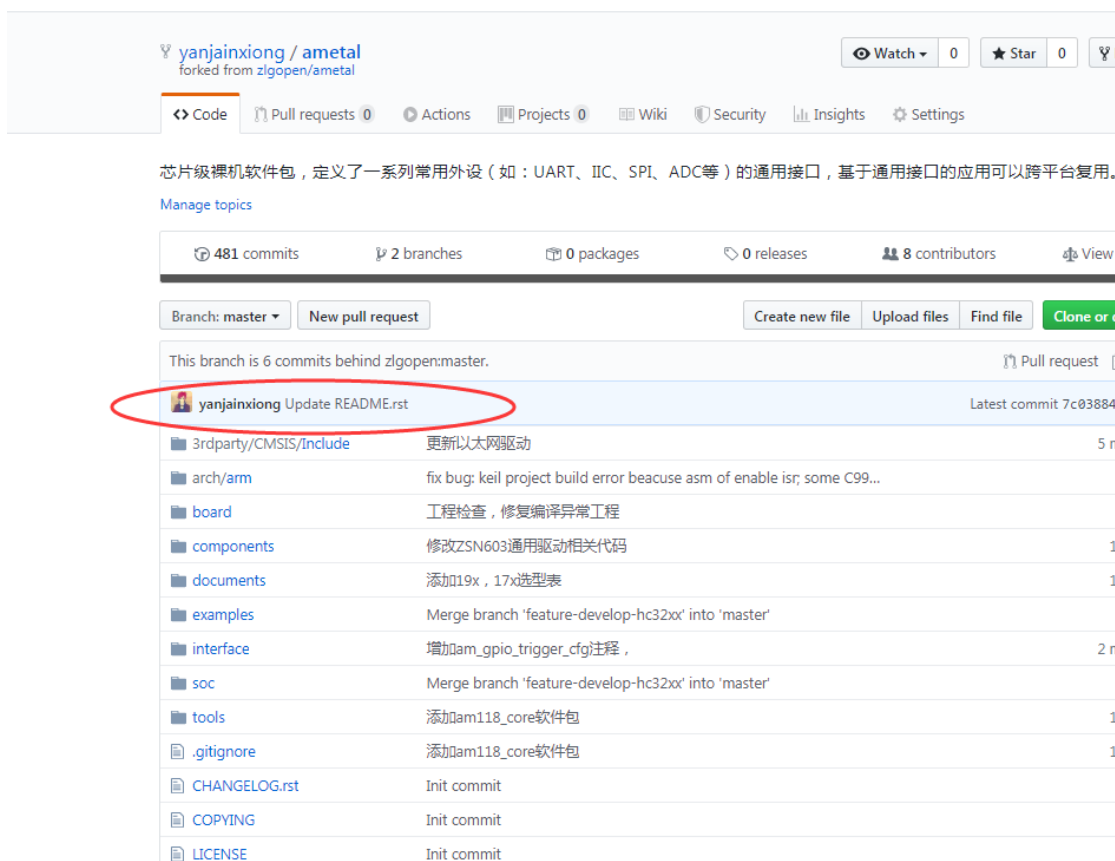 yanjainxiong / ametal
forked from zlgopen/ametal
Watch 0 Star 0
Code Pull requests 0 Actions Projects 0 Wiki Security Insights Settings
芯片级裸机软件包，定义了一系列常用外设（如：UART、IIC、SPI、ADC等）的通用接口，基于通用接口的应用可以跨平台复用。
Manage topics
481 commits 2 branches 0 packages 0 releases 8 contributors View
Branch: master New pull request Create new file Upload files Find file Clone or
This branch is 6 commits behind zlgopen:master. Pull request
yanjainxiong Update README.rst Latest commit 7c03884
3rdparty/CMSIS/Include 更新以太网驱动 5
arch/arm fix bug: keil project build error beacuse asm of enable isr; some C99...
board 工程检查，修复编译异常工程
components 修改ZSN603通用驱动相关代码 1
documents 添加19x，17x选型表 1
examples Merge branch 'feature-develop-hc32xx' into 'master'
interface 增加am_gpio_trigger_cfg注释， 2
soc Merge branch 'feature-develop-hc32xx' into 'master'
tools 添加am118_core软件包 1
.gitignore 添加am118_core软件包 1
CHANGELOG.rst Init commit
COPYING Init commit
LICENSE Init commit